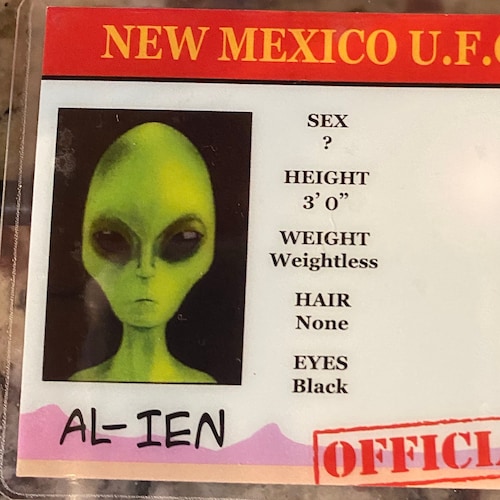 NEW MEXICO U.F.
SEX
?
HEIGHT
3' 0"
WEIGHT
Weightless
HAIR
None
EYES
Black
AL-IEN
OFFICI